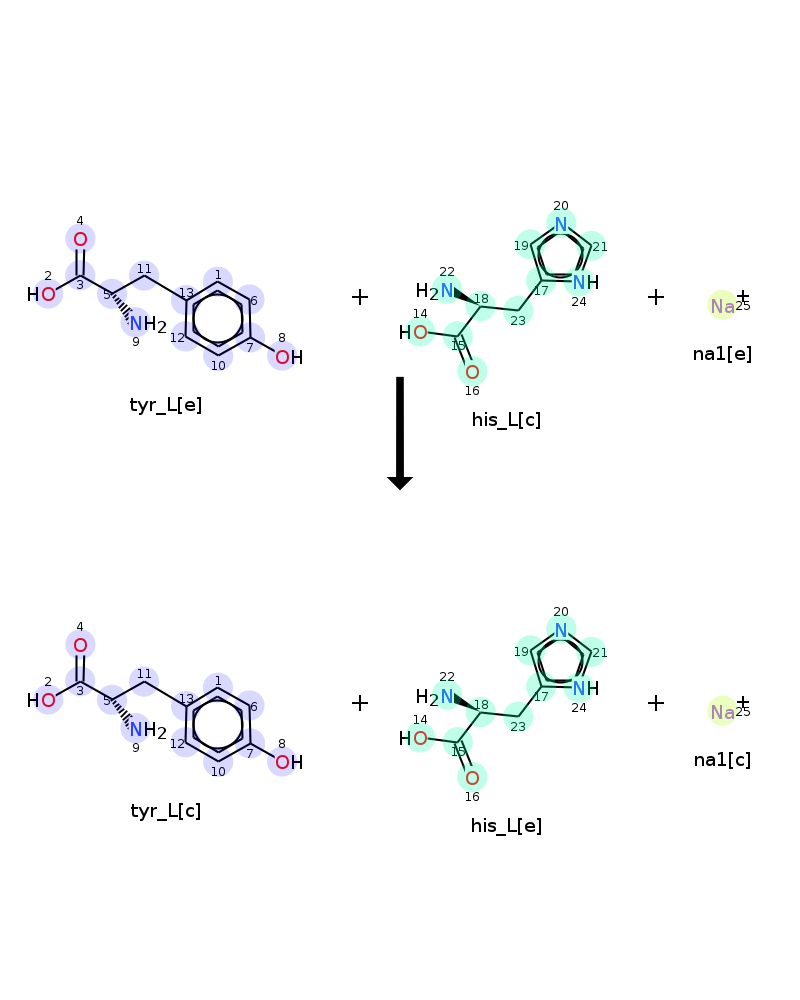 4
O
2
HO
3
5
11
NH2
9
13
1
6
12
7
8
OH
10
+
20
N
19
21
NH
24
17
22
H2N
18
14
HO
15
23
O
16
+
Na+
25
tyr_L[e]
his_L[c]
na1[e]
4
O
2
HO
3
5
11
NH2
9
13
1
6
12
7
8
OH
10
+
20
N
19
21
NH
24
17
22
H2N
18
14
HO
15
23
O
16
+
Na+
25
tyr_L[c]
his_L[e]
na1[c]